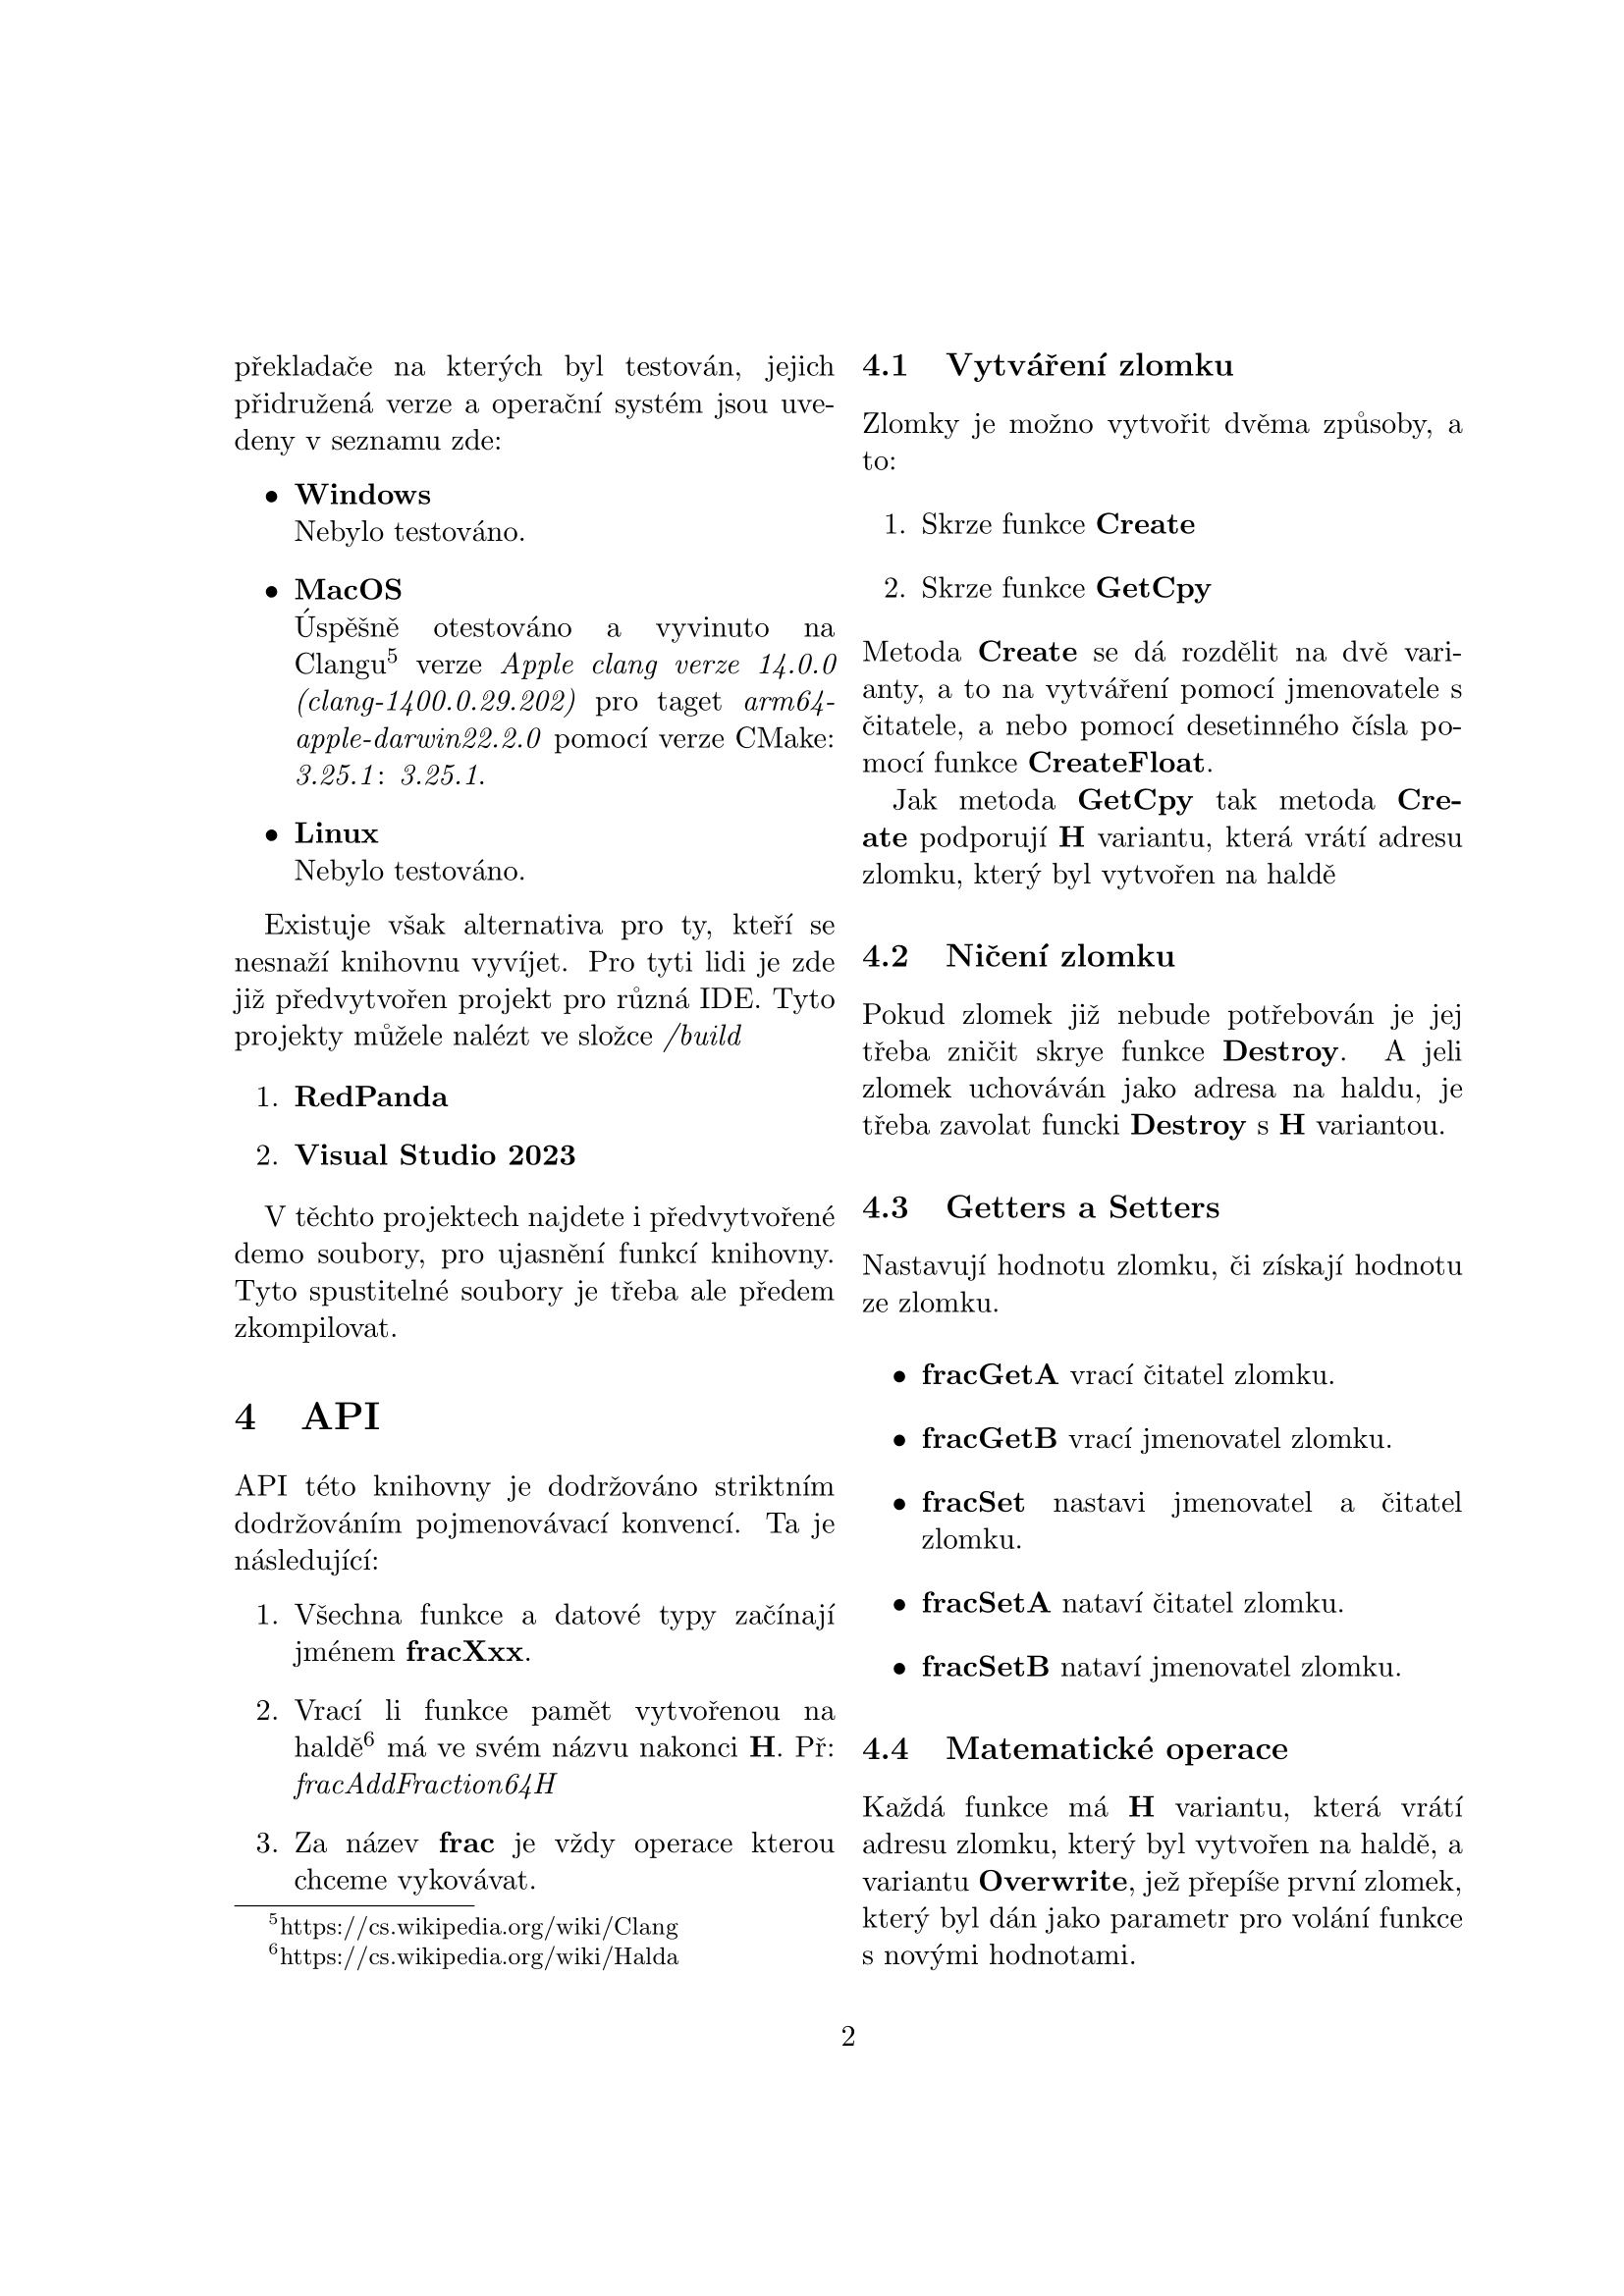 překladače na kterých byl testován, jejich
přidružená verze a operační systém jsou uve-
deny v seznamu zde:
• Windows
Nebylo testováno.
• MacOS
Úspěšně otestováno a vyvinuto na
Clangu5 verze Apple clang verze 14.0.0
(clang-1400.0.29.202) pro taget arm64-
apple-darwin22.2.0 pomocí verze CMake:
3.25.1: 3.25.1.
• Linux
Nebylo testováno.
Existuje však alternativa pro ty, kteří se
nesnaží knihovnu vyvíjet. Pro tyti lidi je zde
již předvytvořen projekt pro různá IDE. Tyto
projekty můžele nalézt ve složce /build
1. RedPanda
2. Visual Studio 2023
V těchto projektech najdete i předvytvořené
demo soubory, pro ujasnění funkcí knihovny.
Tyto spustitelné soubory je třeba ale předem
zkompilovat.
4 API
API této knihovny je dodržováno striktním
dodržováním pojmenovávací konvencí. Ta je
následující:
1. Všechna funkce a datové typy začínají
jménem fracXxx.
2. Vrací li funkce pamět vytvořenou na
haldě6 má ve svém názvu nakonci H. Př:
fracAddFraction64H
3. Za název frac je vždy operace kterou
chceme vykovávat.
5https://cs.wikipedia.org/wiki/Clang
6https://cs.wikipedia.org/wiki/Halda
4.1 Vytváření zlomku
Zlomky je možno vytvořit dvěma způsoby, a
to:
1. Skrze funkce Create
2. Skrze funkce GetCpy
Metoda Create se dá rozdělit na dvě vari-
anty, a to na vytváření pomocí jmenovatele s
čitatele, a nebo pomocí desetinného čísla po-
mocí funkce CreateFloat.
Jak metoda GetCpy tak metoda Cre-
ate podporují H variantu, která vrátí adresu
zlomku, který byl vytvořen na haldě
4.2 Ničení zlomku
Pokud zlomek již nebude potřebován je jej
třeba zničit skrye funkce Destroy. A jeli
zlomek uchováván jako adresa na haldu, je
třeba zavolat funcki Destroy s H variantou.
4.3 Getters a Setters
Nastavují hodnotu zlomku, či získají hodnotu
ze zlomku.
• fracGetA vrací čitatel zlomku.
• fracGetB vrací jmenovatel zlomku.
• fracSet nastavi jmenovatel a čitatel
zlomku.
• fracSetA nataví čitatel zlomku.
• fracSetB nataví jmenovatel zlomku.
4.4 Matematické operace
Každá funkce má H variantu, která vrátí
adresu zlomku, který byl vytvořen na haldě, a
variantu Overwrite, jež přepíše první zlomek,
který byl dán jako parametr pro volání funkce
s novými hodnotami.
2